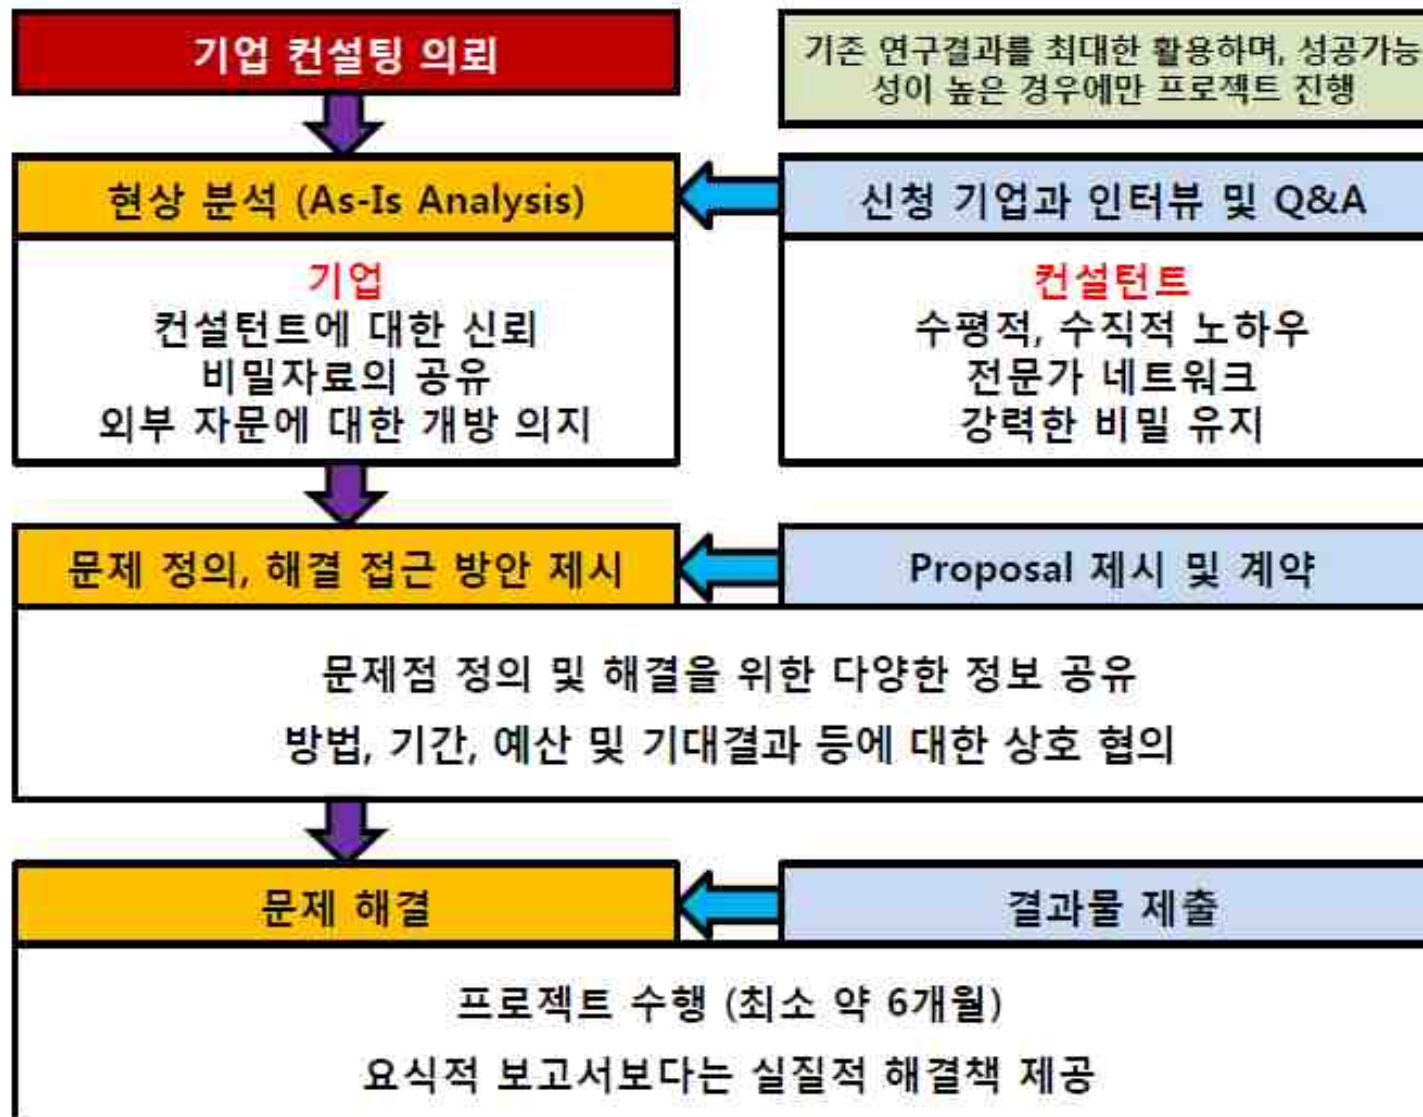 기업 컨설팅 의뢰
기존 연구결과를 최대한 활용하며, 성공가능
성이 높은 경우에만 프로젝트 진행
현상 분석 (As-Is Analysis)
신청 기업과 인터뷰 및 Q&A
기업
컨설턴트에 대한 신뢰
비밀자료의 공유
외부 자문에 대한 개방 의지
컨설턴트
수평적, 수직적 노하우
전문가 네트워크
강력한 비밀 유지
문제 정의, 해결 접근 방안 제시
Proposal 제시 및 계약
문제점 정의 및 해결을 위한 다양한 정보 공유
방법, 기간, 예산 및 기대결과 등에 대한 상호 협의
문제 해결
결과물 제출
프로젝트 수행 (최소 약 6개월)
요식적 보고서보다는 실질적 해결책 제공